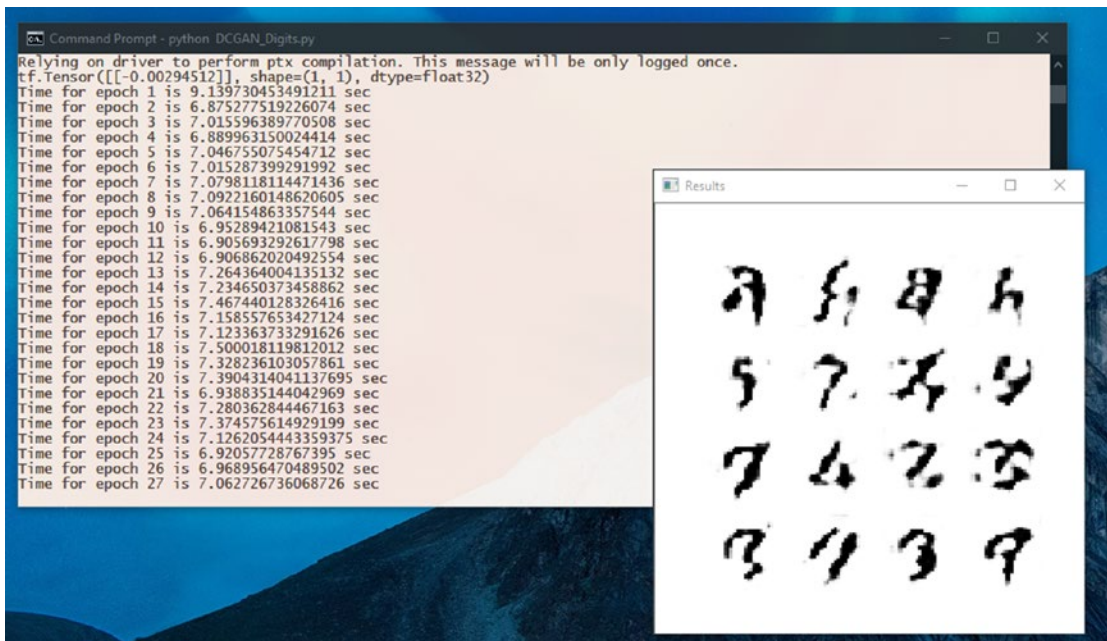 Command Prompt - python DCGAN_Digits.py
Relying on driver to perform ptx compilation. This message will be only logged once.
tf.Tensor([[-0.00294512]], shape=(1, 1), dtype=float32)
Time for epoch 1 is 9.139730453491211 sec
Time for epoch 2 is 6.875277519226074 sec
Time for epoch 3 is 7.015596389770508 sec
Time for epoch 4 is 6.889963150024414 sec
Time for epoch 5 is 7.046755075454712 sec
Time for epoch 6 is 7.015287399291992 sec
Time for epoch 7 is 7.0798118114471436 sec
Time for epoch 8 is 7.0922160148620605 sec
Time for epoch 9 is 7.064154863357544 sec
Time for epoch 10 is 6.95289421081543 sec
Time for epoch 11 is 6.905693292617798 sec
Time for epoch 12 is 6.906862020492554 sec
Time for epoch 13 is 7.264364004135132 sec
Time for epoch 14 is 7.234650373458862 sec
Time for epoch 15 is 7.467440128326416 sec
Time for epoch 16 is 7.158557653427124 sec
Time for epoch 17 is 7.123363733291626 sec
Time for epoch 18 is 7.500018119812012 sec
Time for epoch 19 is 7.328236103057861 sec
Time for epoch 20 is 7.3904314041137695 sec
Time for epoch 21 is 6.938835144042969 sec
Time for epoch 22 is 7.280362844467163 sec
Time for epoch 23 is 7.374575614929199 sec
Time for epoch 24 is 7.1262054443359375 sec
Time for epoch 25 is 6.92057728767395 sec
Time for epoch 26 is 6.968956470489502 sec
Time for epoch 27 is 7.062726736068726 sec
Results